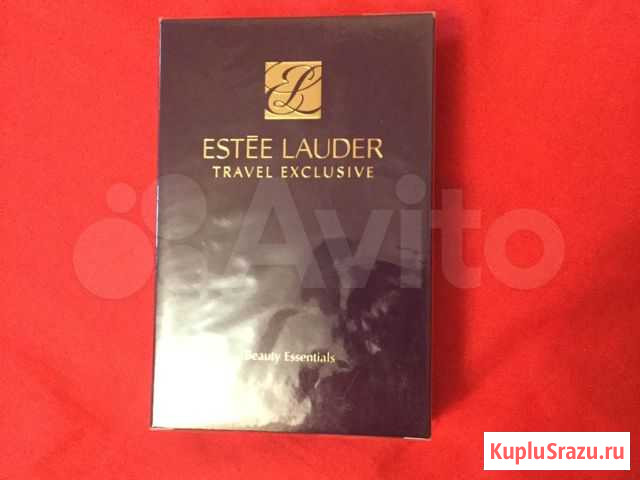 EL
ESTĒE LAUDER
TRAVEL EXCLUSIVE
Avito
Beauty Essentials
KupluSrazu.ru